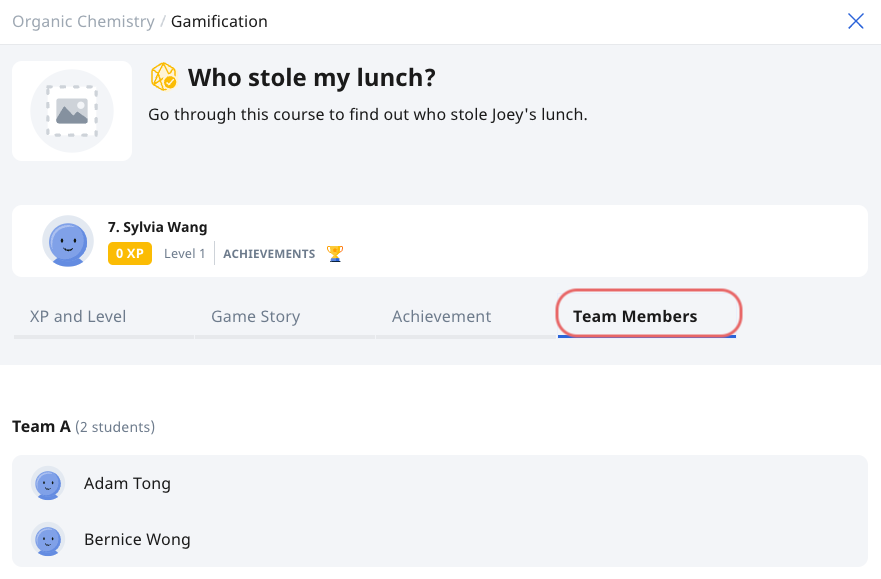 Organic Chemistry / Gamification
Who stole my lunch?
Go through this course to find out who stole Joey's lunch.
7. Sylvia Wang
0 XP Level 1 ACHIEVEMENTS
XP and Level Game Story Achievement Team Members
Team A (2 students)
Adam Tong
Bernice Wong